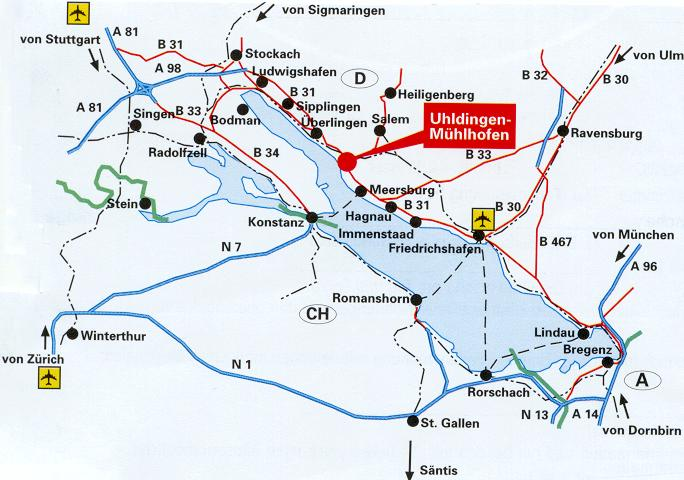 von Sigmaringen
A 81
von Stuttgart
B 31
Stockach
von Ulm
A 98
Ludwigshafen
D
B 32
B 30
B 31
Heiligenberg
A 81
B 33
Sipplingen
Singen
Bodman
Überlingen
Salem
Uhldingen-
Mühlhofen
Ravensburg
Radolfzell
B 34
B 33
Meersburg
Stein
B 31
B 30
Konstanz
Hagnau
Immenstaad
Friedrichshafen
B 467
von München
N 7
A 96
Romanshorn
CH
Winterthur
Lindau
Bregenz
von Zürich
N 1
Rorschach
A
N 13
A 14
St. Gallen
von Dornbirn
Säntis